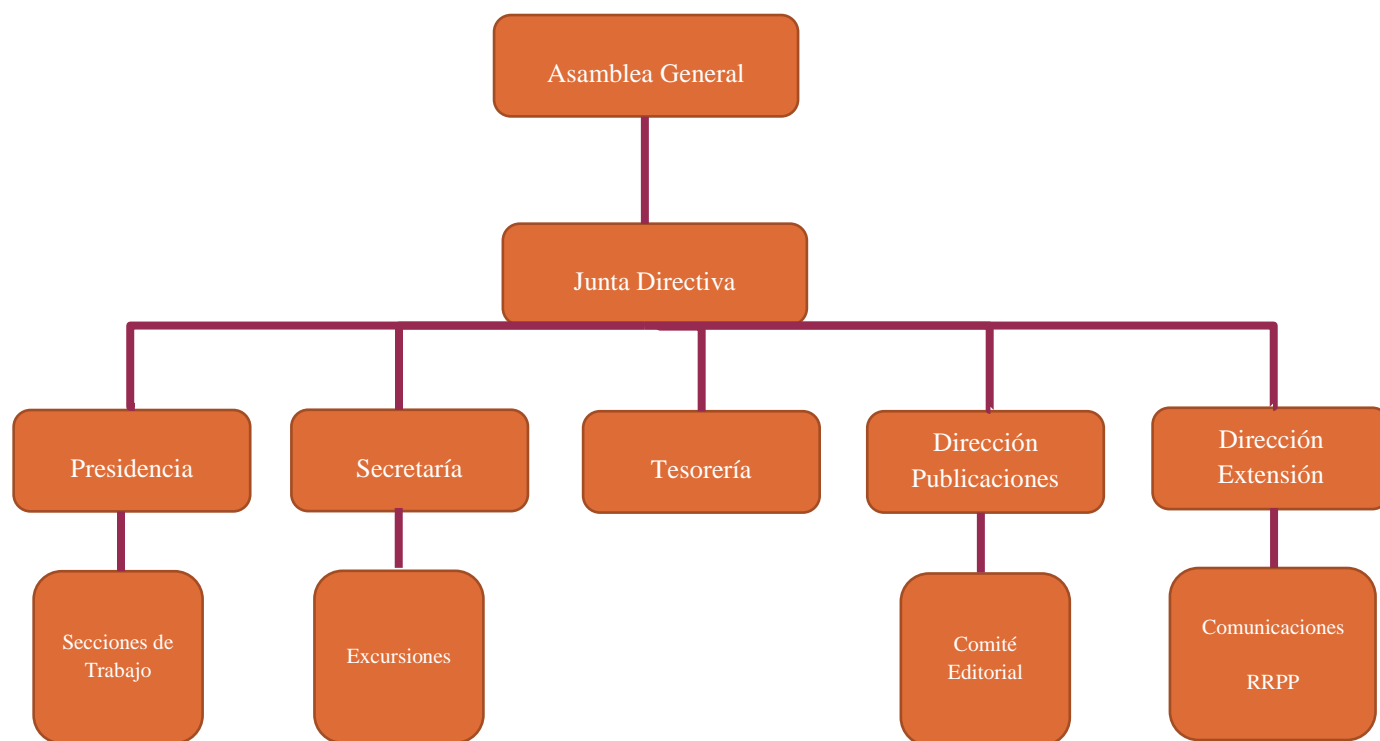 Asamblea General
Junta Directiva
Presidencia
Secretaría
Tesorería
Dirección
Publicaciones
Dirección
Extensión
Secciones de
Trabajo
Excursiones
Comité
Editorial
Comunicaciones
RRPP